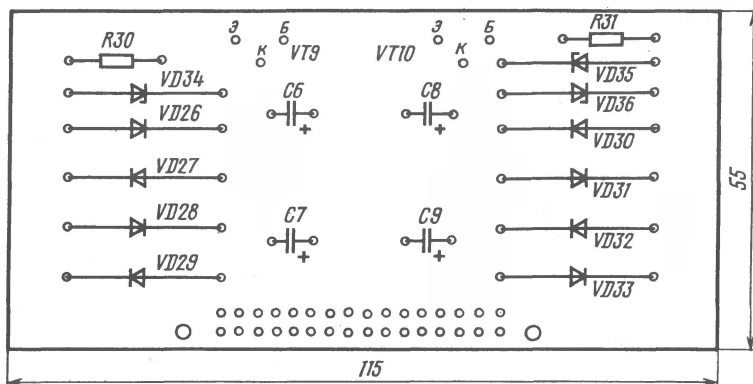 Э Б Э Б R31
R30 К VT9 VT10 К
VD34 VD35
C6 C8 VD36
VD26 VD30
VD27 VD31
VD28 C7 C9 VD32
VD29 VD33
+ + + +
55
115